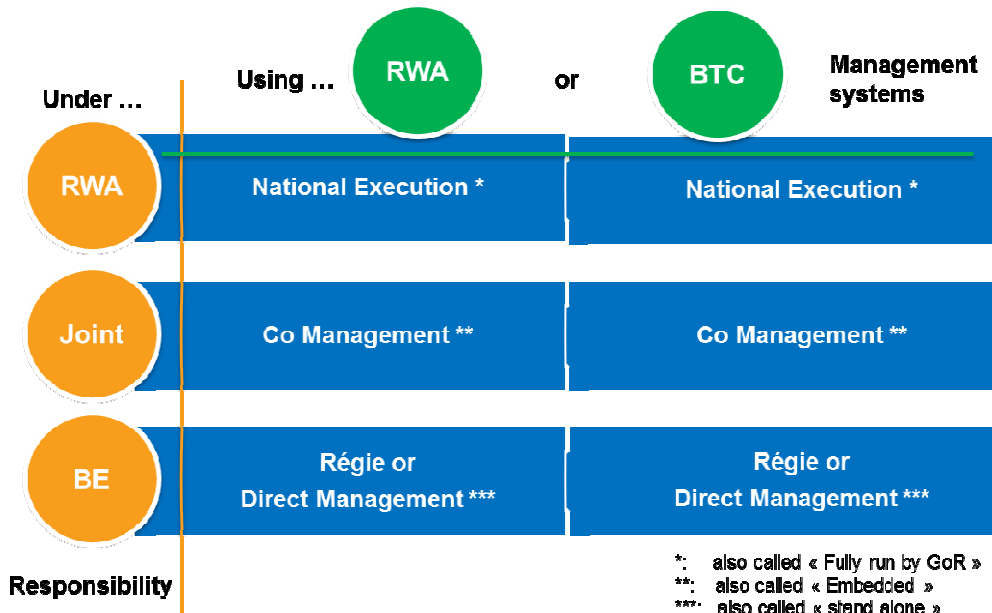 Under ...
Using ...
RWA
or
BTC
Management
systems
RWA
National Execution *
National Execution *
Joint
Co Management **
Co Management **
BE
Régie or
Direct Management ***
Régie or
Direct Management ***
Responsibility
*: also called « Fully run by GoR »
**: also called « Embedded »
***: also called « stand alone »